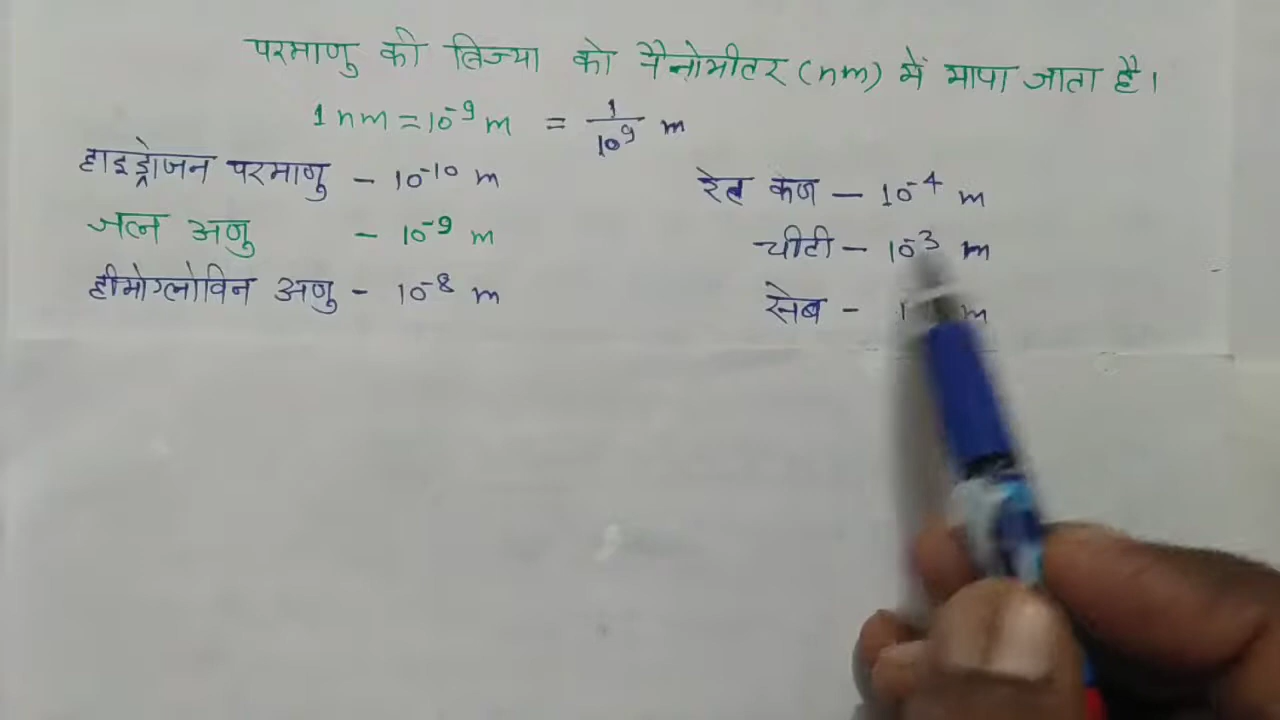 परमाणु की त्रिज्या को नैनोमीटर (nm) में मापा जाता है।
1 nm = 10⁻⁹ m = 1/10⁹ m
हाइड्रोजन परमाणु – 10⁻¹⁰ m
जल अणु – 10⁻⁹ m
हीमोग्लोविन अणु – 10⁻⁸ m
रेत कण – 10⁻⁴ m
चीटी – 10⁻³ m
सेब – m